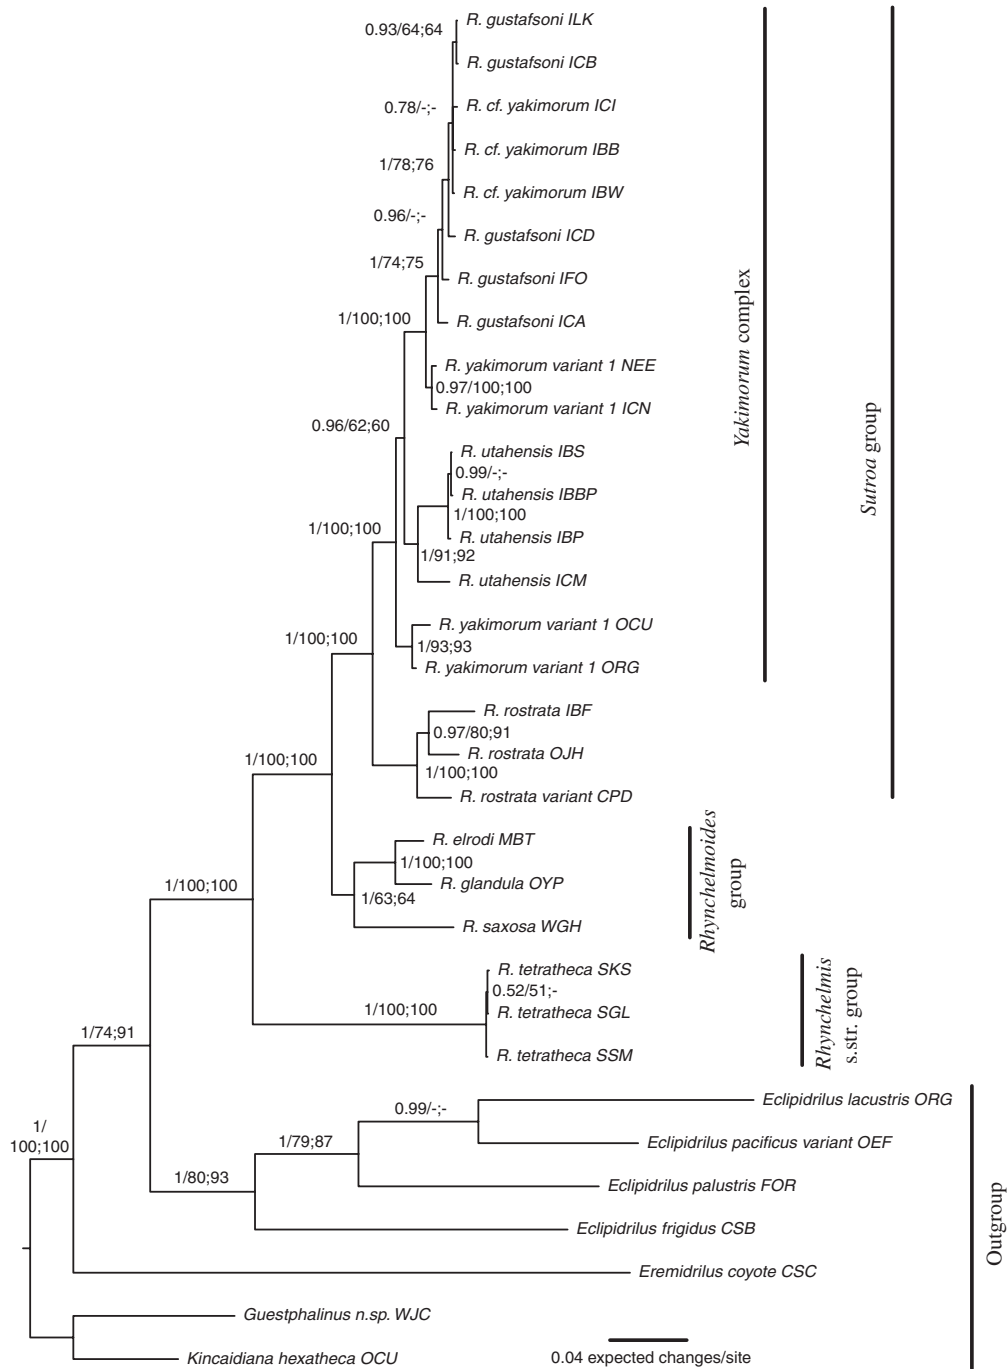 R. gustafsoni ILK
0.93/64;64
R. gustafsoni ICB
0.78/-;-
R. cf. yakimorum ICI
R. cf. yakimorum IBB
1/78;76
R. cf. yakimorum IBW
0.96/-;-
R. gustafsoni ICD
1/74;75
R. gustafsoni IFO
1/100;100
R. gustafsoni ICA
R. yakimorum variant 1 NEE
0.97/100;100
R. yakimorum variant 1 ICN
0.96/62;60
R. utahensis IBS
0.99/-;-
R. utahensis IBBP
1/100;100
1/100;100
R. utahensis IBP
1/91;92
R. utahensis ICM
R. yakimorum variant 1 OCU
1/100;100
1/93;93
R. yakimorum variant 1 ORG
R. rostrata IBF
0.97/80;91
R. rostrata OJH
1/100;100
1/100;100
R. rostrata variant CPD
R. elrodi MBT
1/100;100
R. glandula OYP
1/100;100
1/63;64
R. saxosa WGH
R. tetratheca SKS
0.52/51;-
1/100;100
R. tetratheca SGL
1/74;91
R. tetratheca SSM
Eclipidrilus lacustris ORG
0.99/-;-
1/
100;100
1/79;87
Eclipidrilus pacificus variant OEF
1/80;93
Eclipidrilus palustris FOR
Eclipidrilus frigidus CSB
Eremidrilus coyote CSC
Guestphalinus n.sp. WJC
Kincaidiana hexatheca OCU
0.04 expected changes/site
Yakimorum complex
Sutroa group
Rhynchelmoides
group
Rhynchelmis
s.str. group
Outgroup